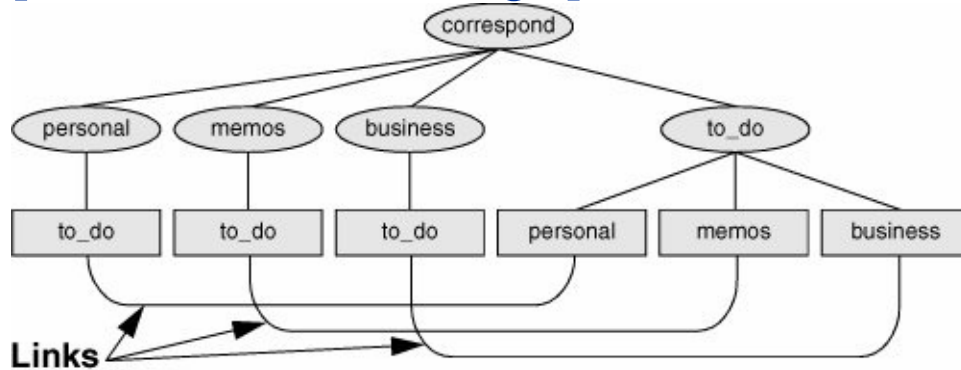 correspond
personal memos business to_do
to_do to_do to_do personal memos business
Links